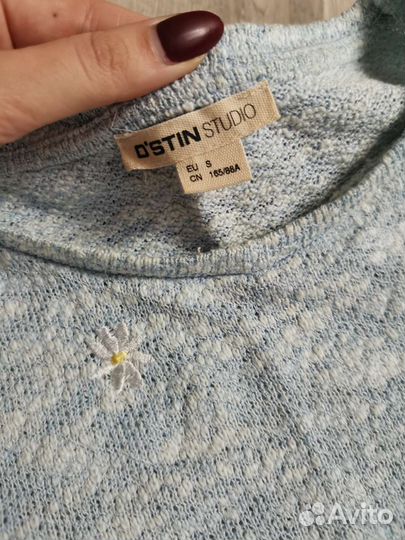 D'STIN STUDIO
EU S
CN 165/88A
Avito